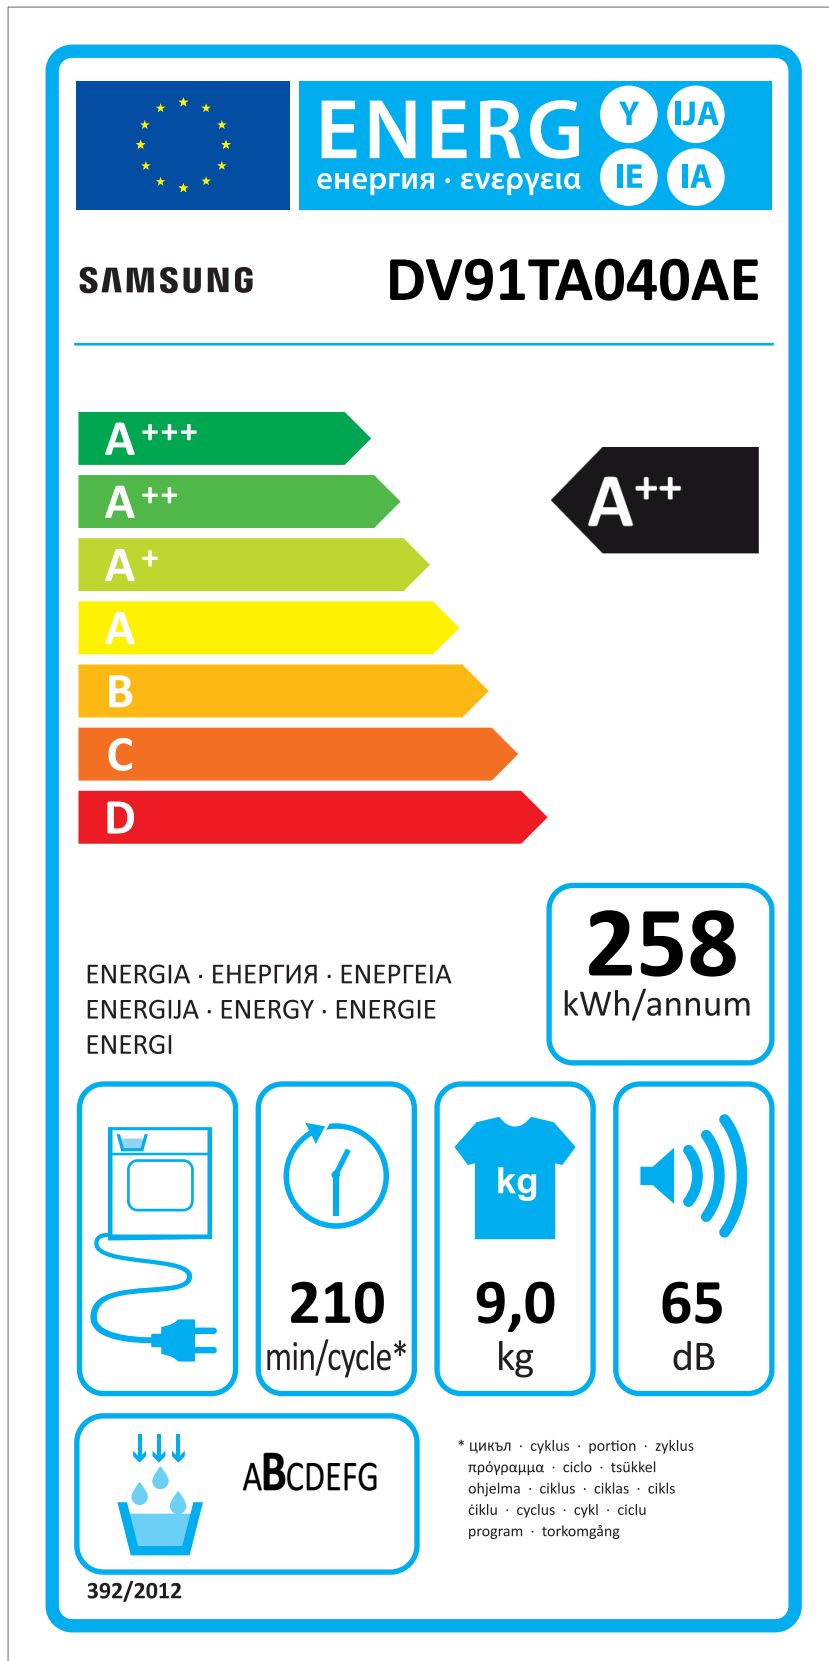 ENERG Y IJA
енергия · ενεργεια IE IA
SAMSUNG DV91TA040AE
A+++
A++
A++
A+
A
B
C
D
258
kWh/annum
ENERGIA · ЕНЕРГИЯ · ΕΝΕΡΓΕΙΑ
ENERGIJA · ENERGY · ENERGIE
ENERGI
kg
210
min/cycle*
9,0
kg
65
dB
ABCDEFG
* цикъл · cyklus · portion · zyklus
πρόγραμμα · ciclo · tsükkel
ohjelma · ciklus · ciklas · cikls
ċiklu · cyclus · cykl · ciclu
program · torkomgång
392/2012